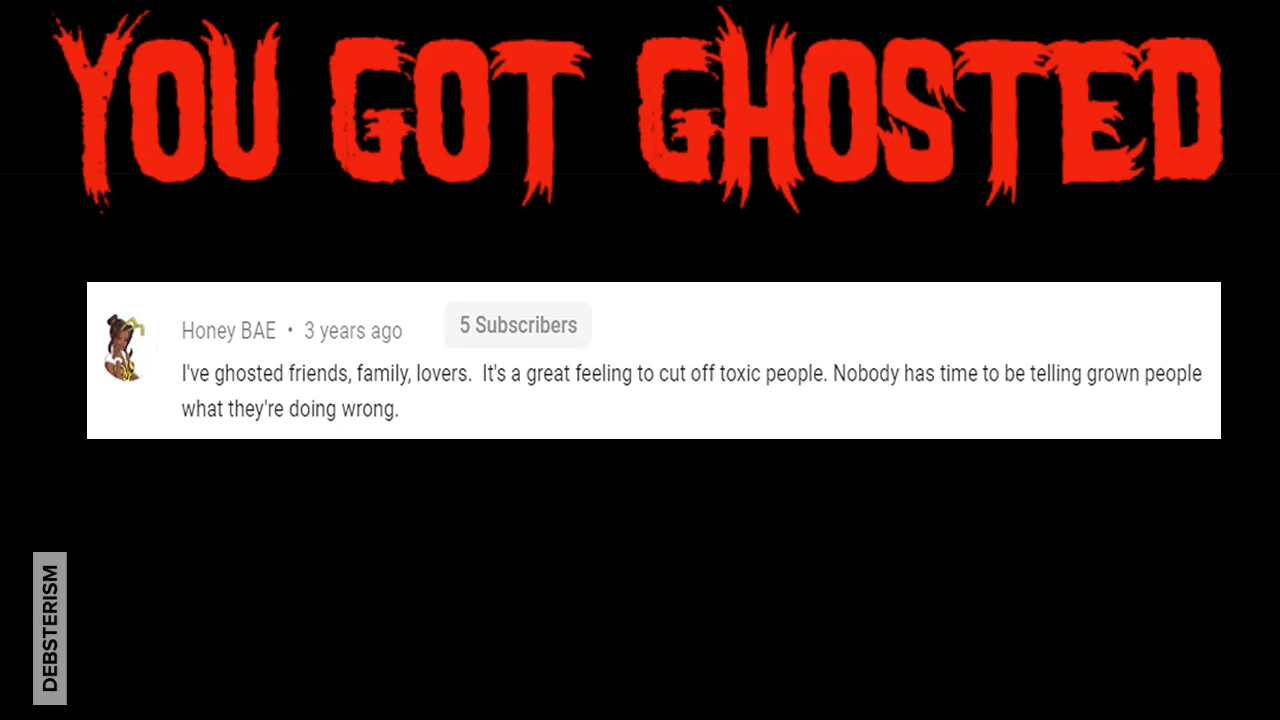 YOU GOT GHOSTED
Honey BAE • 3 years ago 5 Subscribers
I've ghosted friends, family, lovers.  It's a great feeling to cut off toxic people. Nobody has time to be telling grown people
what they're doing wrong.
DEBSTERISM